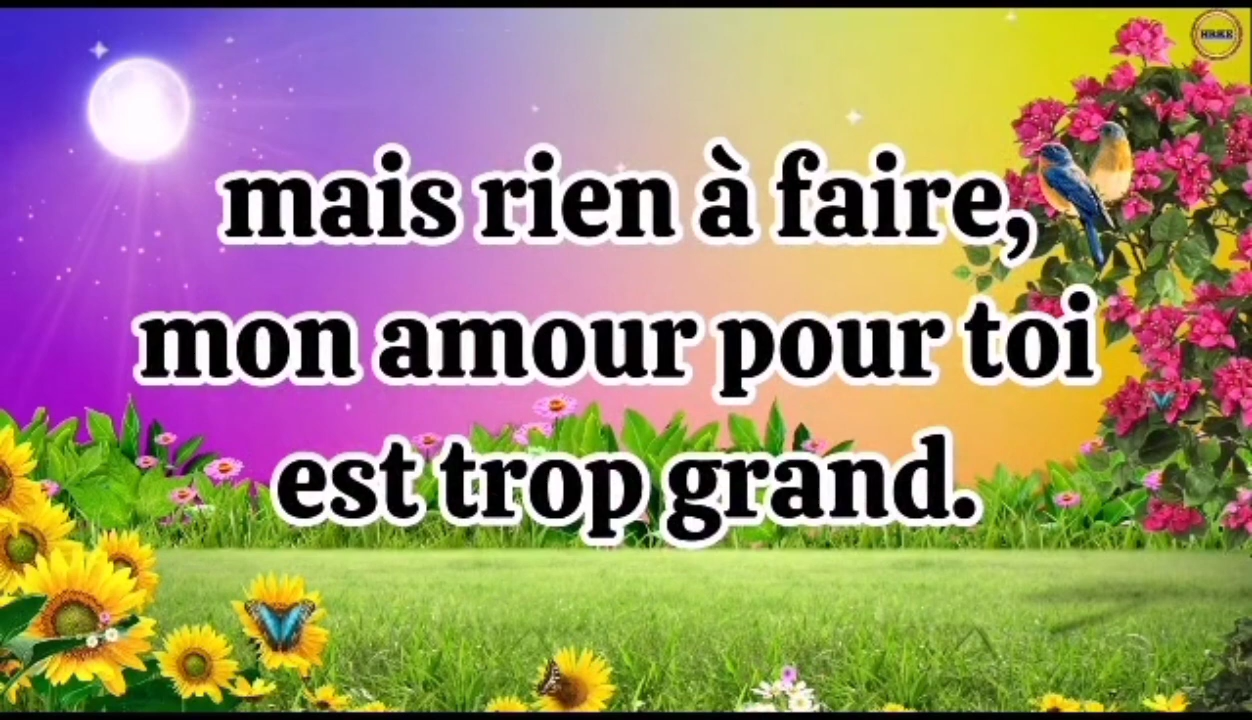 mais rien à faire,
mon amour pour toi
est trop grand.